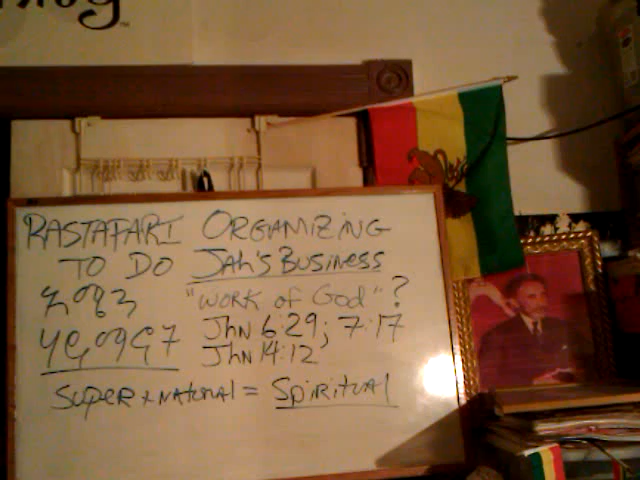 RASTAFARI ORGANIZING
TO DO JAH'S BUSINESS
"WORK of GOD"?
Jhn 6:29; 7:17
Jhn 14:12
SUPER + NATURAL = SPIRITUAL